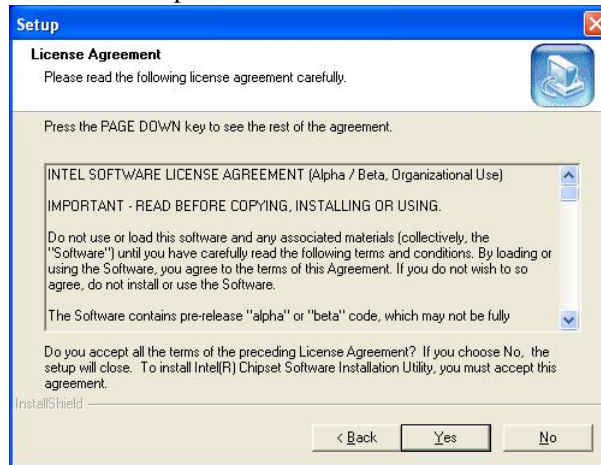 Setup
License Agreement
Please read the following license agreement carefully.
Press the PAGE DOWN key to see the rest of the agreement.
INTEL SOFTWARE LICENSE AGREEMENT (Alpha / Beta, Organizational Use)
IMPORTANT - READ BEFORE COPYING, INSTALLING OR USING.
Do not use or load this software and any associated materials (collectively, the
"Software") until you have carefully read the following terms and conditions. By loading or
using the Software, you agree to the terms of this Agreement. If you do not wish to so
agree, do not install or use the Software.
The Software contains pre-release "alpha" or "beta" code, which may not be fully
Do you accept all the terms of the preceding License Agreement? If you choose No, the
setup will close. To install Intel(R) Chipset Software Installation Utility, you must accept this
agreement.
InstallShield
< Back
Yes
No